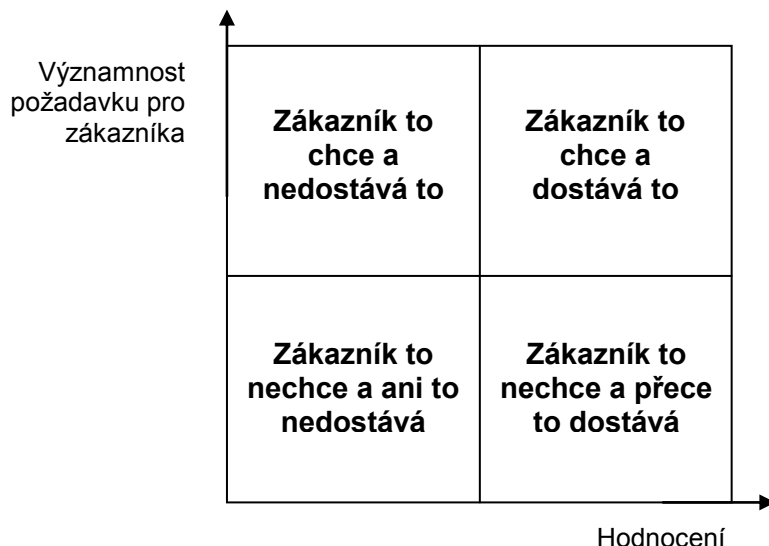 Významnost
požadavku pro
zákazníka
Zákazník to
chce a
nedostává to
Zákazník to
chce a
dostává to
Zákazník to
nechce a ani to
nedostává
Zákazník to
nechce a přece
to dostává
Hodnocení